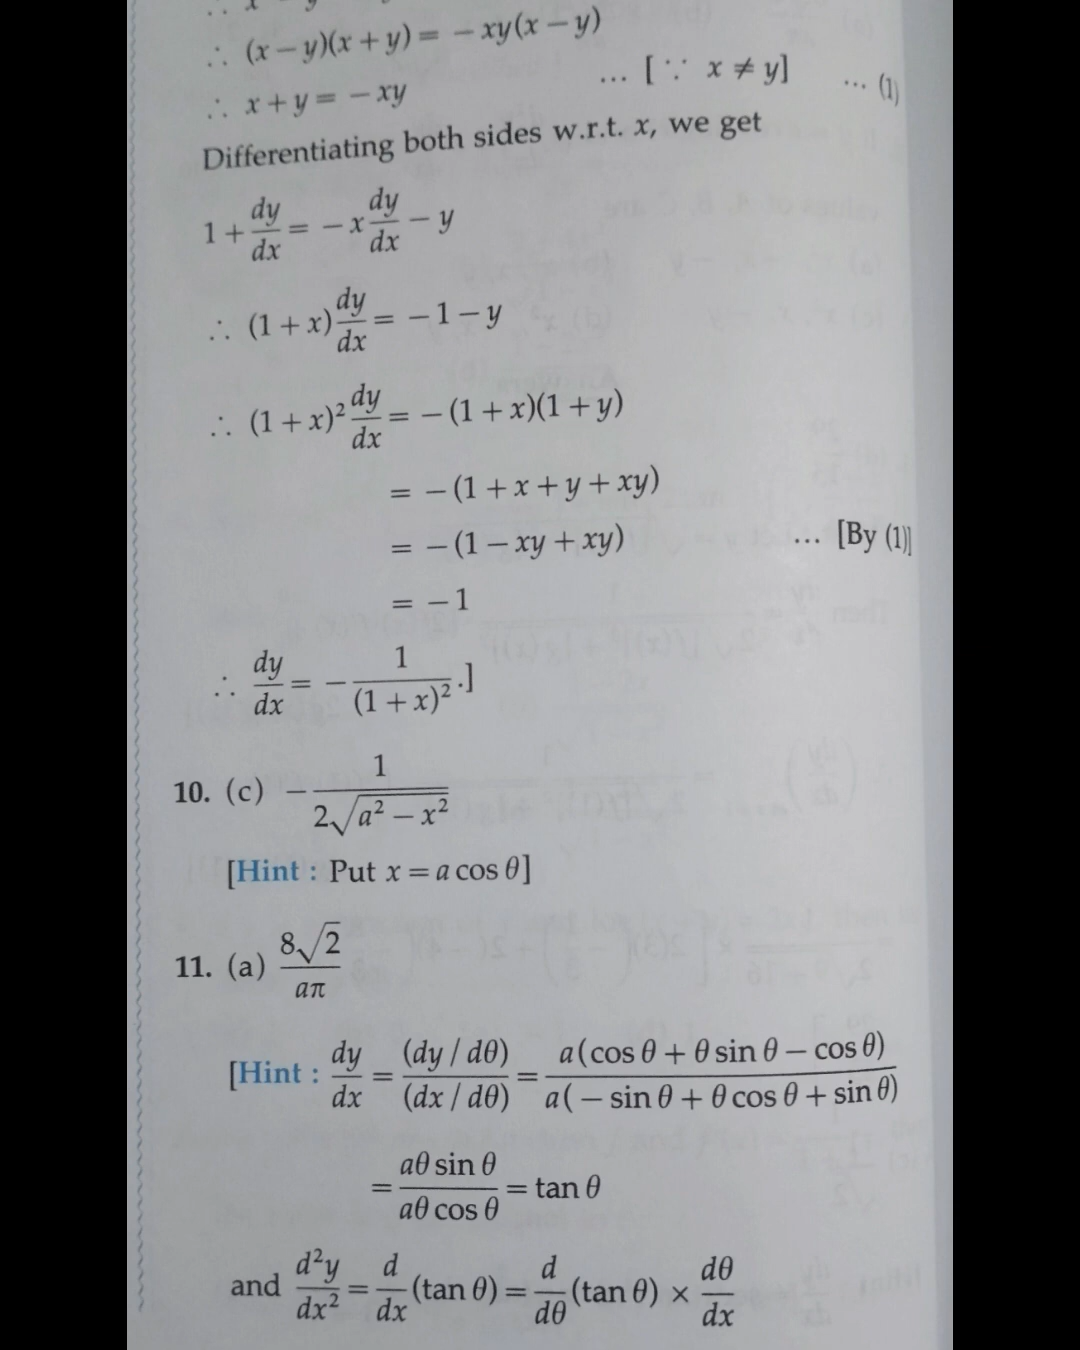 ∴ (x − y)(x + y) = − xy(x − y)
∴ x + y = − xy … [∵ x ≠ y] … (1)
Differentiating both sides w.r.t. x, we get
1 + dy/dx = − x dy/dx − y
∴ (1 + x) dy/dx = − 1 − y
∴ (1 + x)² dy/dx = − (1 + x)(1 + y)
= − (1 + x + y + xy)
= − (1 − xy + xy) … [By (1)]
= − 1
∴ dy/dx = − 1/(1 + x)² .]
10. (c) − 1/(2√(a² − x²))
[Hint : Put x = a cos θ]
11. (a) 8√2/aπ
[Hint : dy/dx = (dy / dθ)/(dx / dθ) = a(cos θ + θ sin θ − cos θ)/a(− sin θ + θ cos θ + sin θ)
= aθ sin θ/aθ cos θ = tan θ
and d²y/dx² = d/dx (tan θ) = d/dθ (tan θ) × dθ/dx